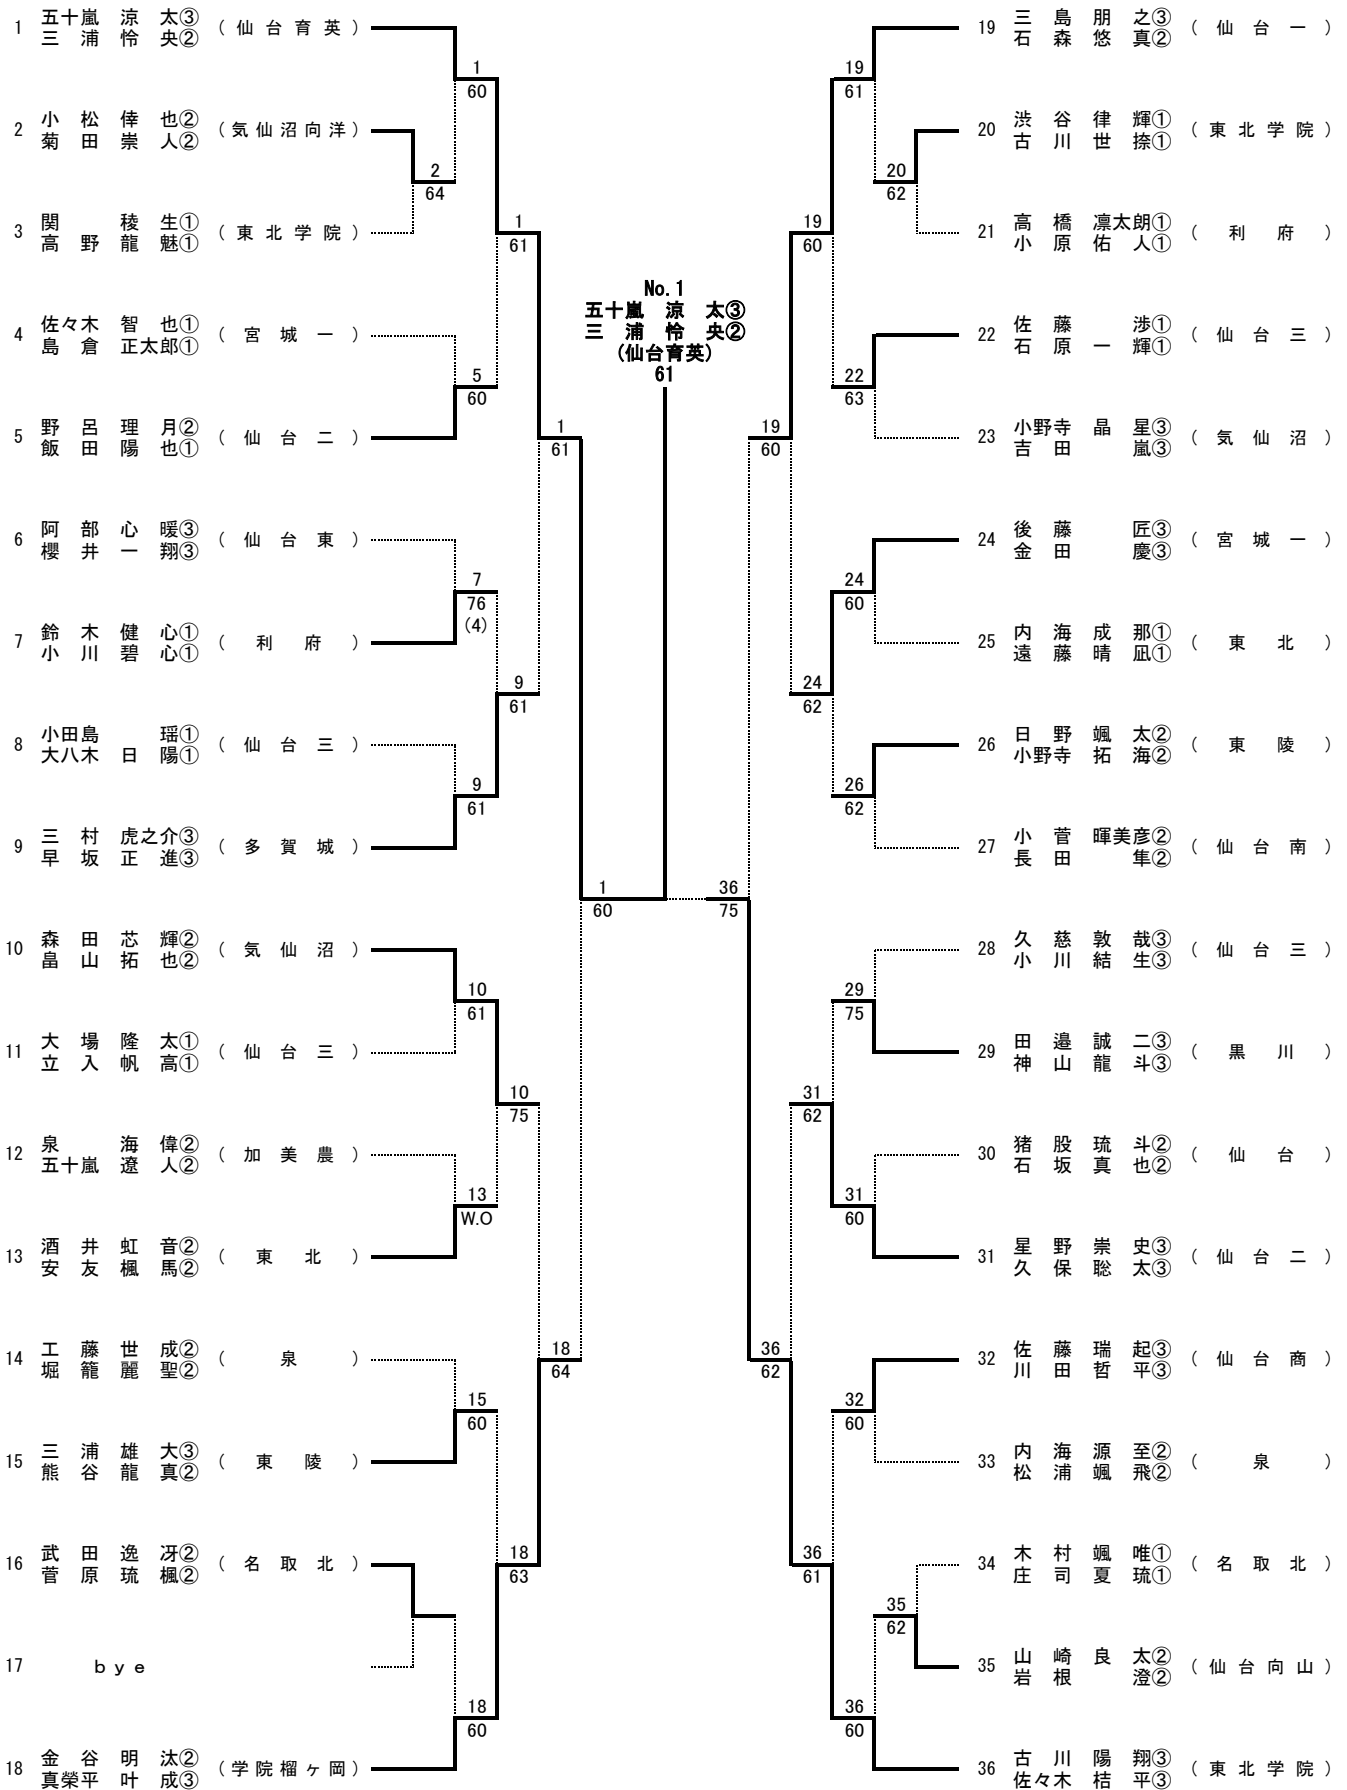 1 五十嵐 涼 太③ 三 浦 怜 央② (仙台育英)
2 小 松 倖 也② 菊 田 崇 人② (気仙沼向洋)
3 関 稜 生① 高 野 龍 魅① (東北学院)
4 佐々木 智 也① 島 倉 正太郎① (宮城一)
5 野 呂 理 月② 飯 田 陽 也① (仙台二)
6 阿 部 心 暖③ 櫻 井 一 翔③ (仙台東)
7 鈴 木 健 心① 小 川 碧 心① (利府)
8 小田島 瑶① 大八木 日 陽① (仙台三)
9 三 村 虎之介③ 早 坂 正 進③ (多賀城)
10 森 田 芯 輝② 畠 山 拓 也② (気仙沼)
11 大 場 隆 太① 立 入 帆 高① (仙台三)
12 泉 海 偉② 五十嵐 遼 人② (加美農)
13 酒 井 虹 音② 安 友 楓 馬② (東北)
14 工 藤 世 成② 堀 籠 麗 聖② (泉)
15 三 浦 雄 大③ 熊 谷 龍 真② (東陵)
16 武 田 逸 冴② 菅 原 琉 楓② (名取北)
17 bye
18 金 谷 明 汰② 真榮平 叶 成③ (学院榴ヶ岡)
2
64
1
60
5
60
7
76
(4)
9
61
10
61
13
W.O
15
60
18
60
1
61
9
61
10
75
18
63
1
61
18
64
1
60
No.1
五十嵐 涼 太③
三 浦 怜 央②
(仙台育英)
61
36
75
19
60
36
62
19
60
24
62
31
62
36
61
19
61
22
63
24
60
26
62
29
75
31
60
32
60
36
60
20
62
35
62
19 三 島 朋 之③ 石 森 悠 真② (仙台一)
20 渋 谷 律 輝① 古 川 世 捺① (東北学院)
21 高 橋 凛太朗① 小 原 佑 人① (利府)
22 佐 藤 渉① 石 原 一 輝① (仙台三)
23 小野寺 晶 星③ 吉 田 嵐③ (気仙沼)
24 後 藤 匠③ 金 田 慶③ (宮城一)
25 内 海 成 那① 遠 藤 晴 凪① (東北)
26 日 野 颯 太② 小野寺 拓 海② (東陵)
27 小 菅 暉美彦② 長 田 隼② (仙台南)
28 久 慈 敦 哉③ 小 川 結 生③ (仙台三)
29 田 邉 誠 二③ 神 山 龍 斗③ (黒川)
30 猪 股 琉 斗② 石 坂 真 也② (仙台)
31 星 野 崇 史③ 久 保 聡 太③ (仙台二)
32 佐 藤 瑞 起③ 川 田 哲 平③ (仙台商)
33 内 海 源 至② 松 浦 颯 飛② (泉)
34 木 村 颯 唯① 庄 司 夏 琉① (名取北)
35 山 崎 良 太② 岩 根 澄② (仙台向山)
36 古 川 陽 翔③ 佐々木 桔 平③ (東北学院)